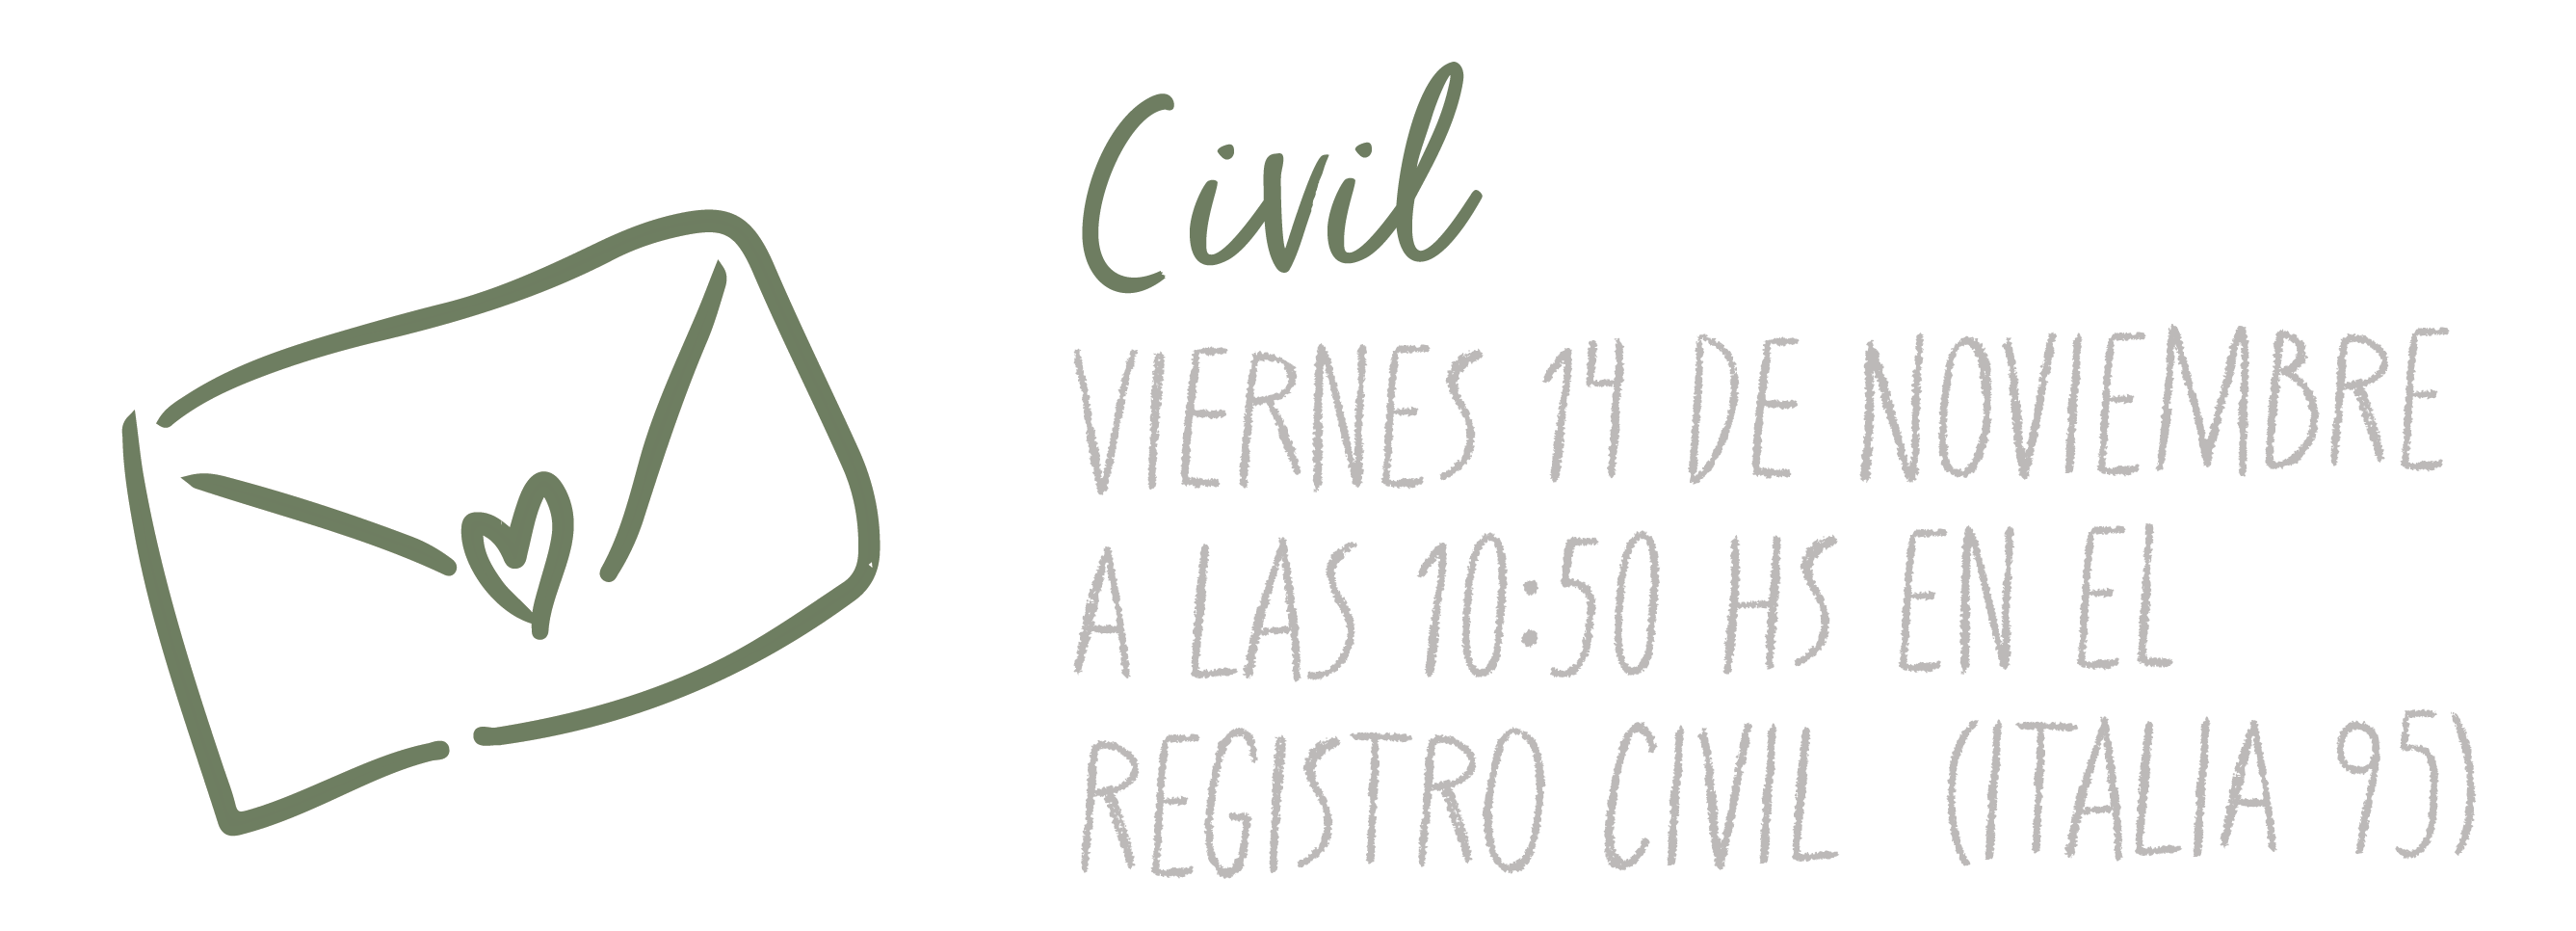 Civil
VIERNES 14 DE NOVIEMBRE
A LAS 10:50 HS EN EL
REGISTRO CIVIL (ITALIA 95)